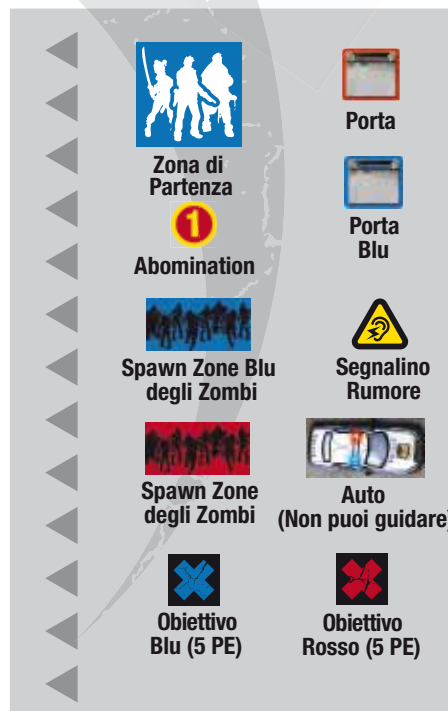 Zona di
Partenza
Porta
1
Abomination
Porta
Blu
Spawn Zone Blu
degli Zombi
Segnalino
Rumore
Spawn Zone
degli Zombi
Auto
(Non puoi guidare)
Obiettivo
Blu (5 PE)
Obiettivo
Rosso (5 PE)